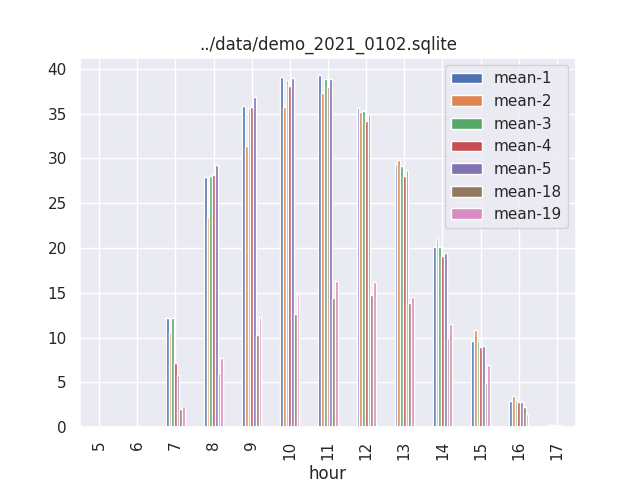 ../data/demo_2021_0102.sqlite
40
35
30
25
20
15
10
5
0
mean-1
mean-2
mean-3
mean-4
mean-5
mean-18
mean-19
5 6 7 8 9 10 11 12 13 14 15 16 17
hour